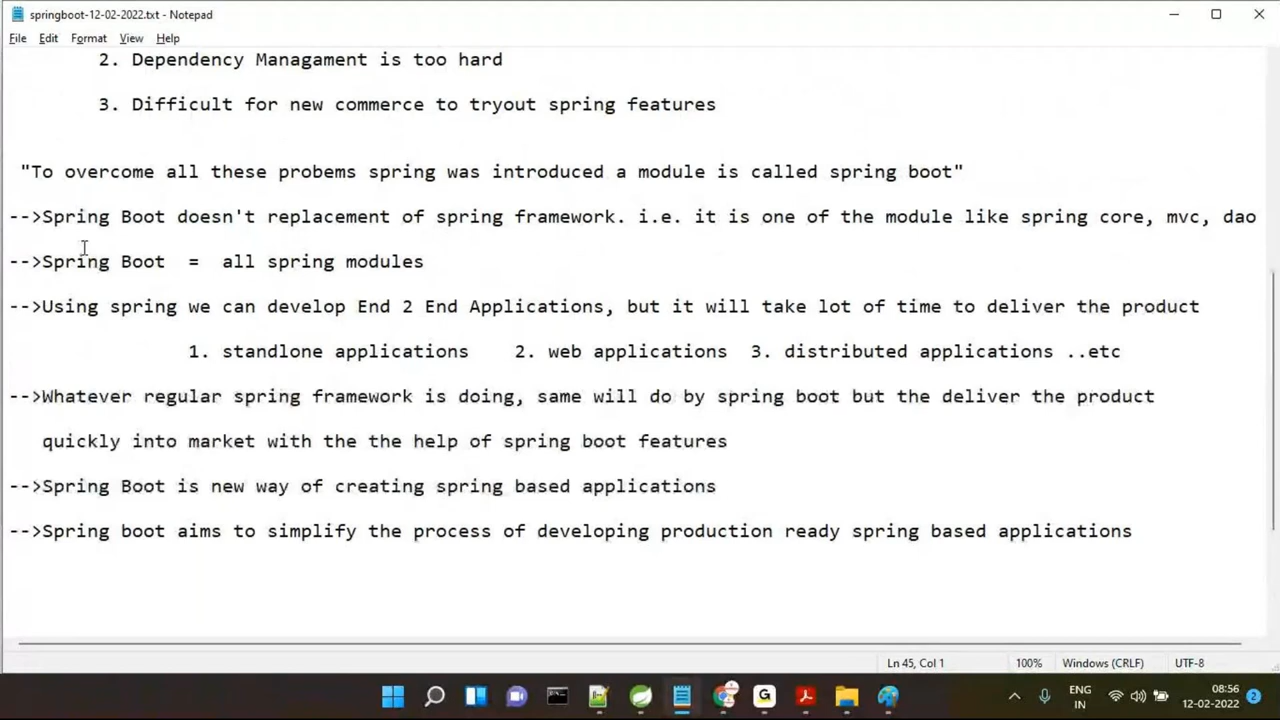 springboot-12-02-2022.txt - Notepad
File Edit Format View Help
2. Dependency Managament is too hard
3. Difficult for new commerce to tryout spring features
"To overcome all these probems spring was introduced a module is called spring boot"
-->Spring Boot doesn't replacement of spring framework. i.e. it is one of the module like spring core, mvc, dao
-->Spring Boot = all spring modules
-->Using spring we can develop End 2 End Applications, but it will take lot of time to deliver the product
1. standlone applications 2. web applications 3. distributed applications ..etc
-->Whatever regular spring framework is doing, same will do by spring boot but the deliver the product
quickly into market with the the help of spring boot features
-->Spring Boot is new way of creating spring based applications
-->Spring boot aims to simplify the process of developing production ready spring based applications
Ln 45, Col 1 100% Windows (CRLF) UTF-8
ENG 08:56
IN 12-02-2022 2